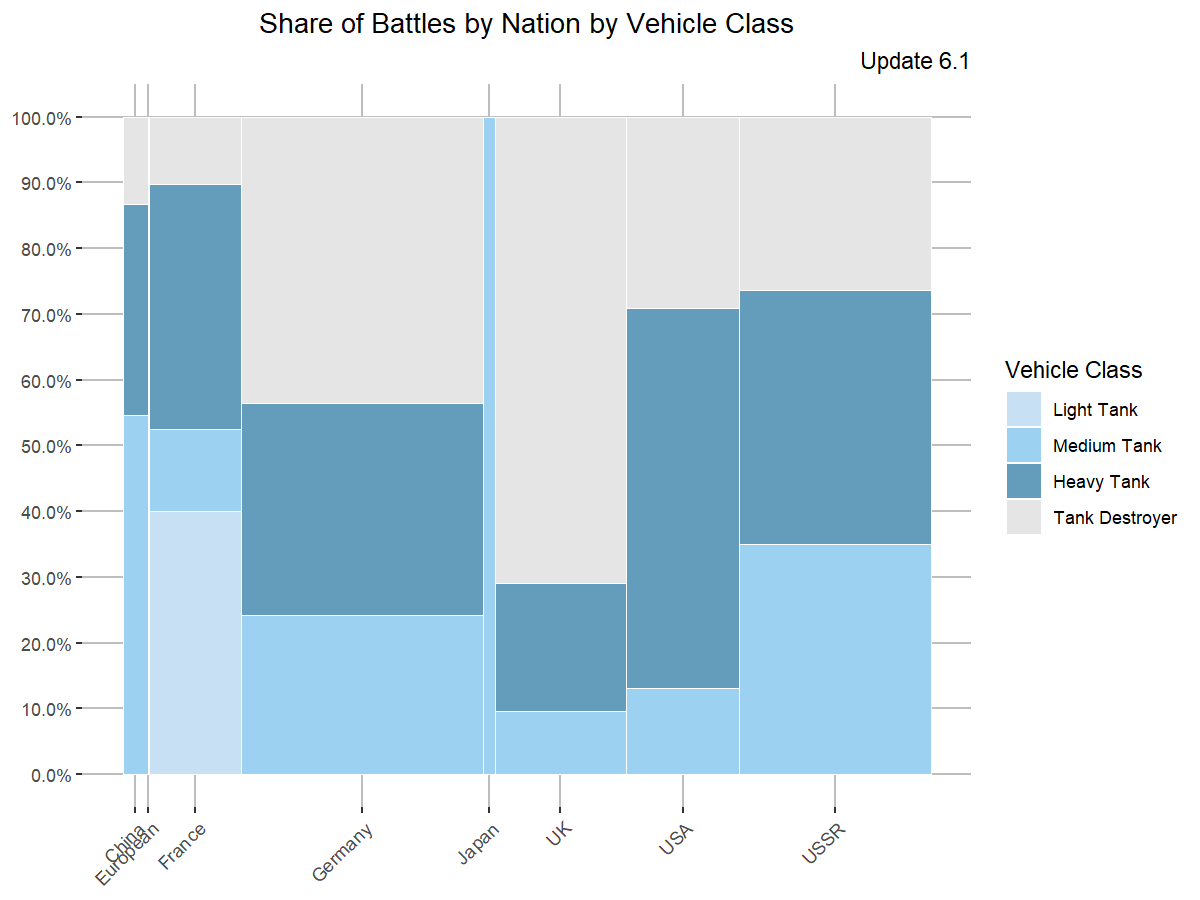 Share of Battles by Nation by Vehicle Class
Update 6.1
100.0%
90.0%
80.0%
70.0%
60.0%
50.0%
40.0%
30.0%
20.0%
10.0%
0.0%
China
European
France
Germany
Japan
UK
USA
USSR
Vehicle Class
Light Tank
Medium Tank
Heavy Tank
Tank Destroyer